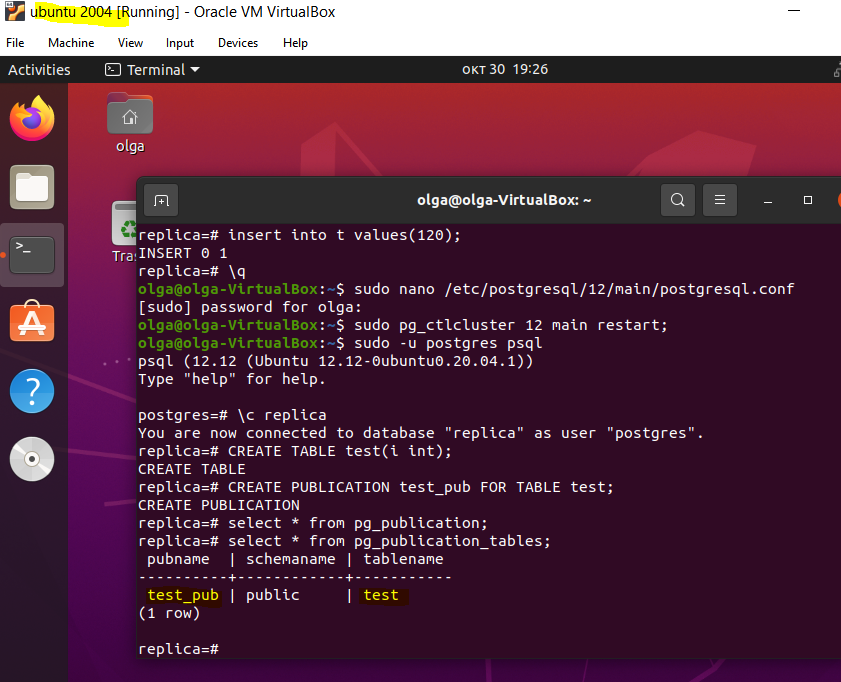 ubuntu 2004 [Running] - Oracle VM VirtualBox
File Machine View Input Devices Help
Activities Terminal окт 30 19:26
olga
Tras
olga@olga-VirtualBox: ~
replica=# insert into t values(120);
INSERT 0 1
replica=# \q
olga@olga-VirtualBox:~$ sudo nano /etc/postgresql/12/main/postgresql.conf
[sudo] password for olga:
olga@olga-VirtualBox:~$ sudo pg_ctlcluster 12 main restart;
olga@olga-VirtualBox:~$ sudo -u postgres psql
psql (12.12 (Ubuntu 12.12-0ubuntu0.20.04.1))
Type "help" for help.
postgres=# \c replica
You are now connected to database "replica" as user "postgres".
replica=# CREATE TABLE test(i int);
CREATE TABLE
replica=# CREATE PUBLICATION test_pub FOR TABLE test;
CREATE PUBLICATION
replica=# select * from pg_publication;
replica=# select * from pg_publication_tables;
 pubname  | schemaname | tablename
----------+------------+-----------
 test_pub | public     | test
(1 row)
replica=#